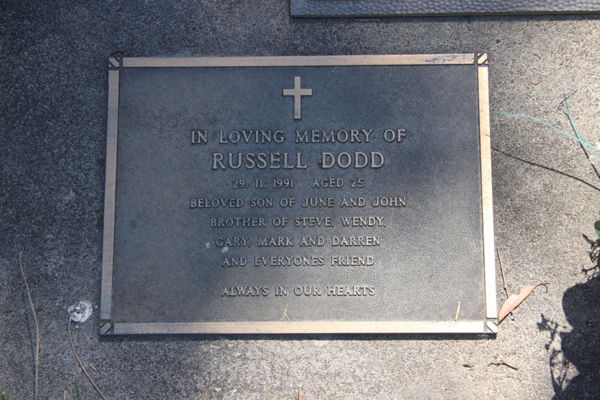 IN LOVING MEMORY OF
RUSSELL DODD
29. 11. 1991 AGED 25
BELOVED SON OF JUNE AND JOHN
BROTHER OF STEVE, WENDY,
GARY, MARK AND DARREN
AND EVERYONES FRIEND
ALWAYS IN OUR HEARTS